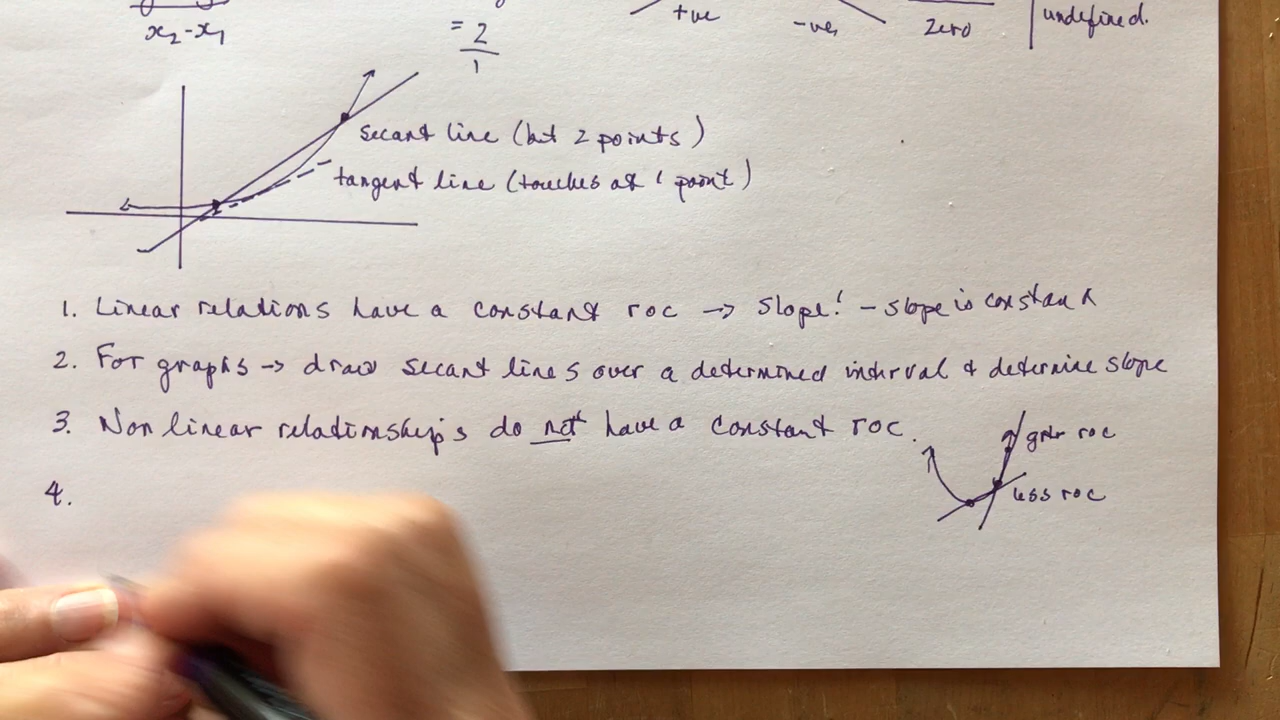 x₂-x₁
= 2
1
+ve
-ve
zero
undefined.
secant line (hit 2 points)
tangent line (touches at 1 point)
1. Linear relations have a constant roc → slope! - slope is constant
2. For graphs → draw secant lines over a determined interval & determine slope
3. Non linear relationships do not have a constant roc.
grtr roc
less roc
4.